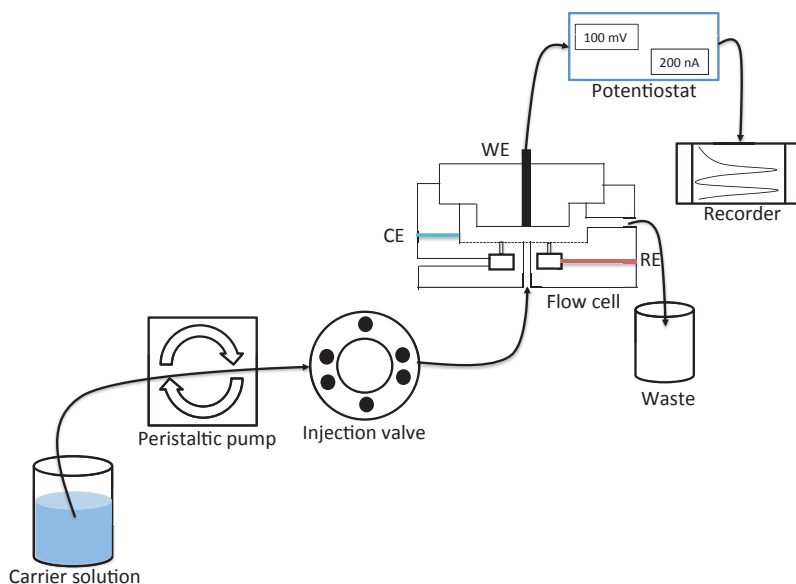 100 mV
200 nA
Potentiostat
WE
Recorder
CE
RE
Flow cell
Waste
Peristaltic pump
Injection valve
Carrier solution